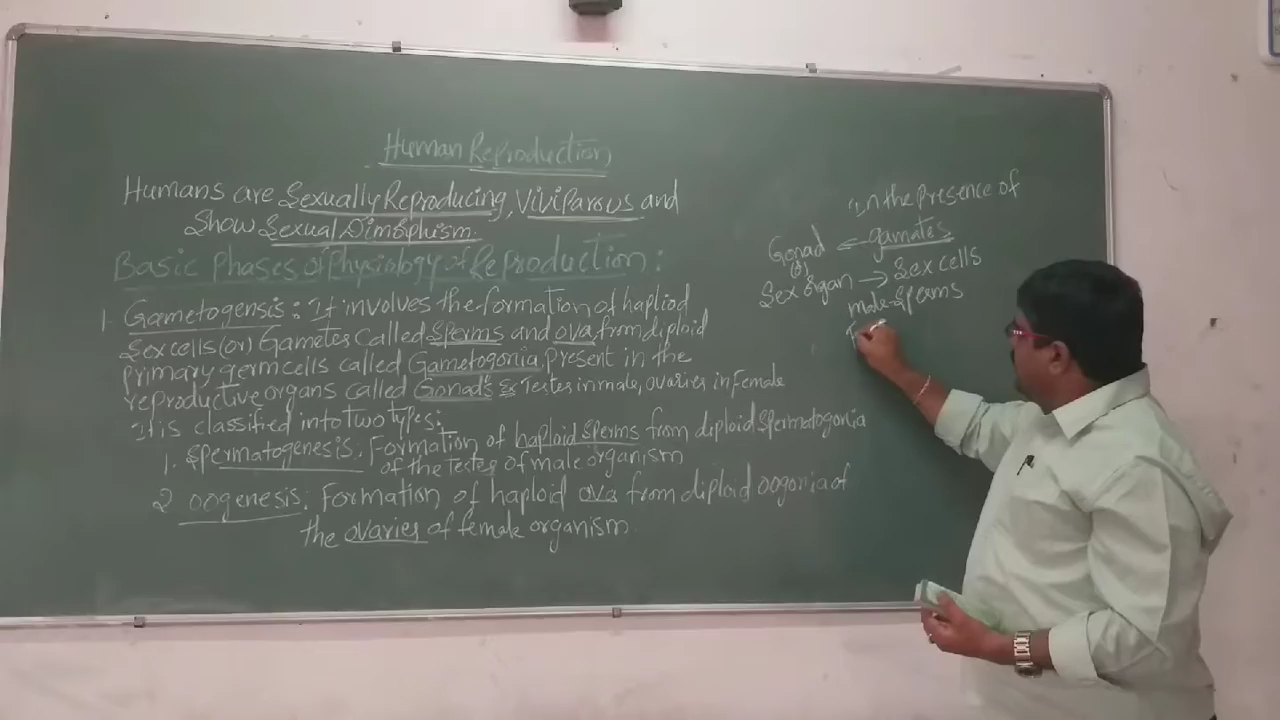 Human Reproduction
Humans are Sexually Reproducing, Viviparous and
Show Sexual Dimophism.
Basic Phases of Physiology of Reproduction:
1. Gametogensis: It involves the formation of hapliod
Sex cells (or) Gametes Called Sperms and ova from diploid
primary germ cells called Gametogonia present in the
reproductive organs called Gonads Testes in male, ovaries in Female
It is classified into two types:
1. Spermatogenesis: Formation of haploid sperms from diploid Spermatogonia
of the Testes of male organism
2 oogenesis: Formation of haploid ova from diploid oogonia of
the ovaries of female organism
In the Presence of
Gonad ← gamates
(or)
Sex organ → Sex cells
male-Sperms